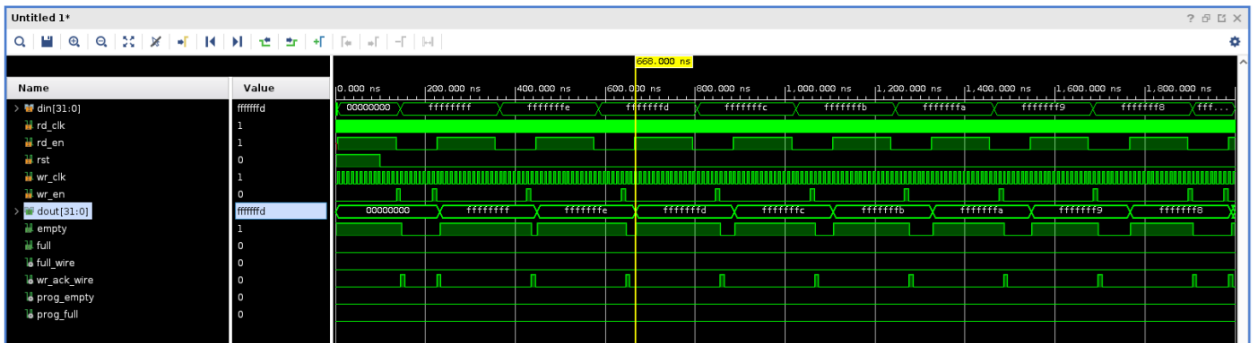 Untitled 1*
668.000 ns
Name Value
0.000 ns 200.000 ns 400.000 ns 600.000 ns 800.000 ns 1,000.000 ns 1,200.000 ns 1,400.000 ns 1,600.000 ns 1,800.000 ns
din[31:0] fffffffd 00000000 ffffffff fffffffe fffffffd fffffffc fffffffb fffffffa fffffff9 fffffff8 fff...
rd_clk 1
rd_en 1
rst 0
wr_clk 1
wr_en 0
dout[31:0] fffffffd 00000000 ffffffff fffffffe fffffffd fffffffc fffffffb fffffffa fffffff9 fffffff8
empty 1
full 0
full_wire 0
wr_ack_wire 0
prog_empty 0
prog_full 0